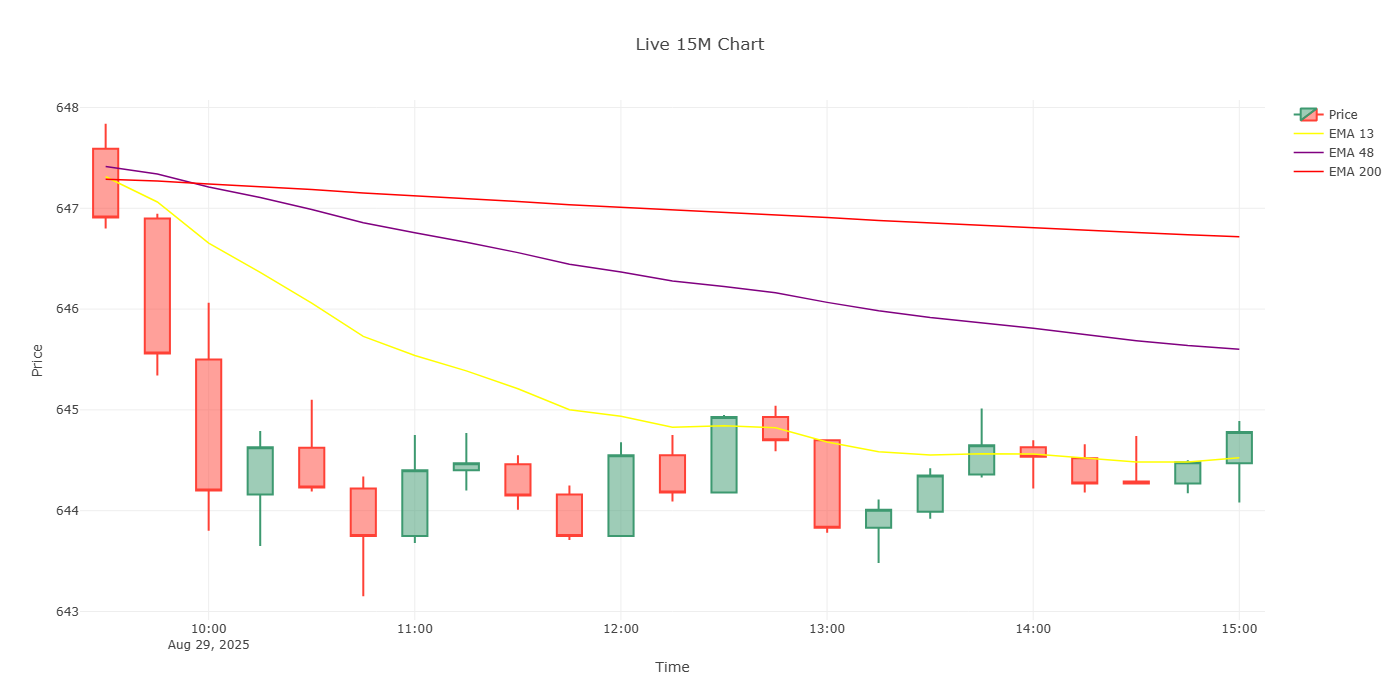 Live 15M Chart
Price
EMA 13
EMA 48
EMA 200
648
647
646
645
644
643
Price
10:00 11:00 12:00 13:00 14:00 15:00
Aug 29, 2025
Time